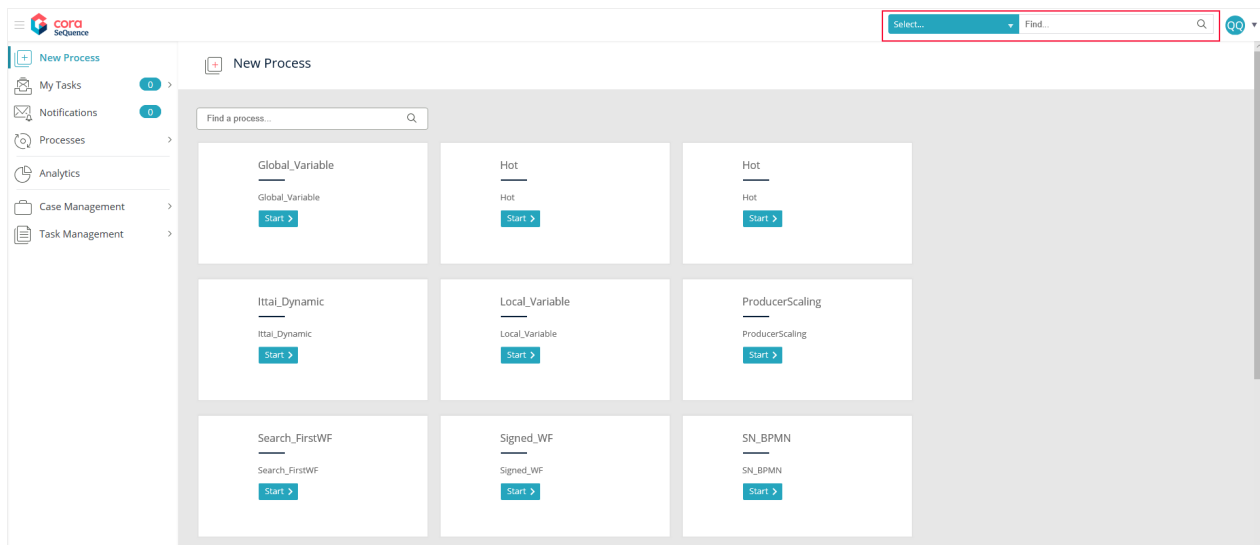 cora
SeQuence
Select...
Find...
QQ
New Process
My Tasks
0
Notifications
0
Processes
Analytics
Case Management
Task Management
New Process
Find a process...
Global_Variable
Global_Variable
Start
Hot
Hot
Start
Hot
Hot
Start
Ittai_Dynamic
Ittai_Dynamic
Start
Local_Variable
Local_Variable
Start
ProducerScaling
ProducerScaling
Start
Search_FirstWF
Search_FirstWF
Start
Signed_WF
Signed_WF
Start
SN_BPMN
SN_BPMN
Start